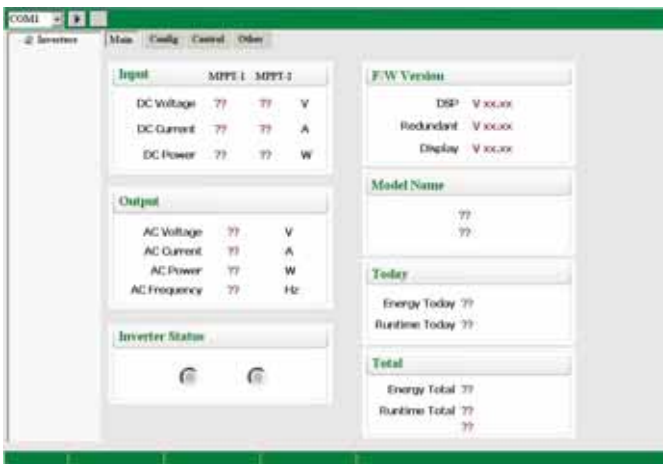 COM1
Inverters
Main Config Control Other
Input MPPT-1 MPPT-2
DC Voltage ?? ?? V
DC Current ?? ?? A
DC Power ?? ?? W
Output
AC Voltage ?? V
AC Current ?? A
AC Power ?? W
AC Frequency ?? Hz
Inverter Status
F/W Version
DSP V xx.xx
Redundant V xx.xx
Display V xx.xx
Model Name
??
??
Today
Energy Today ??
Runtime Today ??
Total
Energy Total ??
Runtime Total ??
??